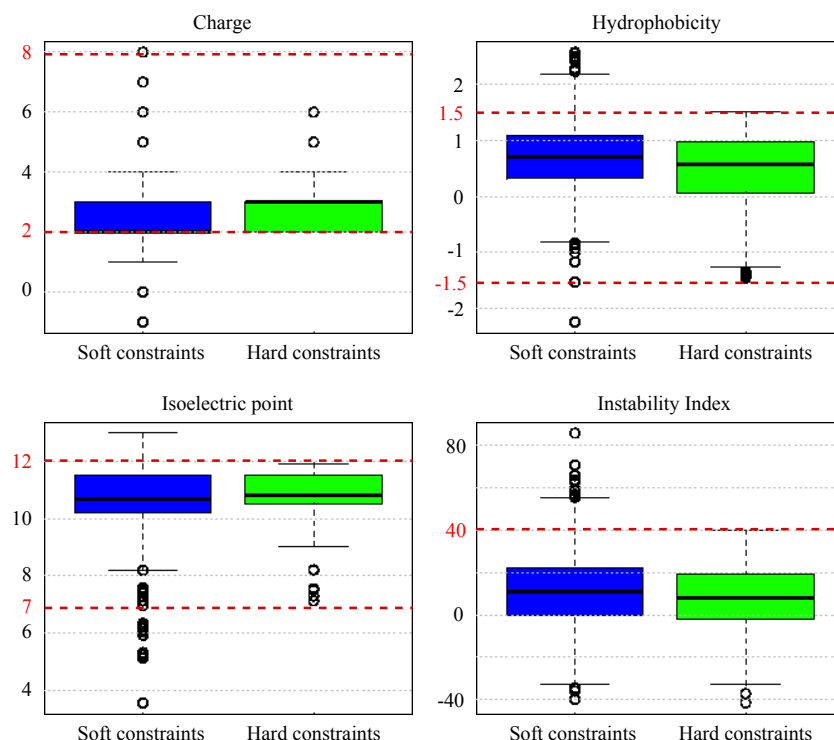 Charge
8
6
4
2
0
Soft constraints Hard constraints
Hydrophobicity
2
1.5
1
0
-1
-1.5
-2
Soft constraints Hard constraints
Isoelectric point
12
10
8
7
6
4
Soft constraints Hard constraints
Instability Index
80
40
0
-40
Soft constraints Hard constraints